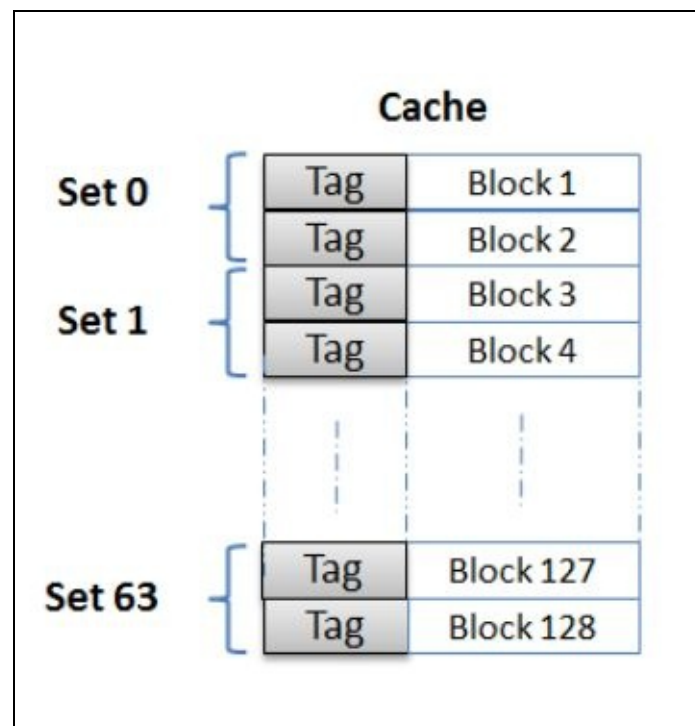 Cache
Set 0
Tag Block 1
Tag Block 2
Set 1
Tag Block 3
Tag Block 4
Set 63
Tag Block 127
Tag Block 128